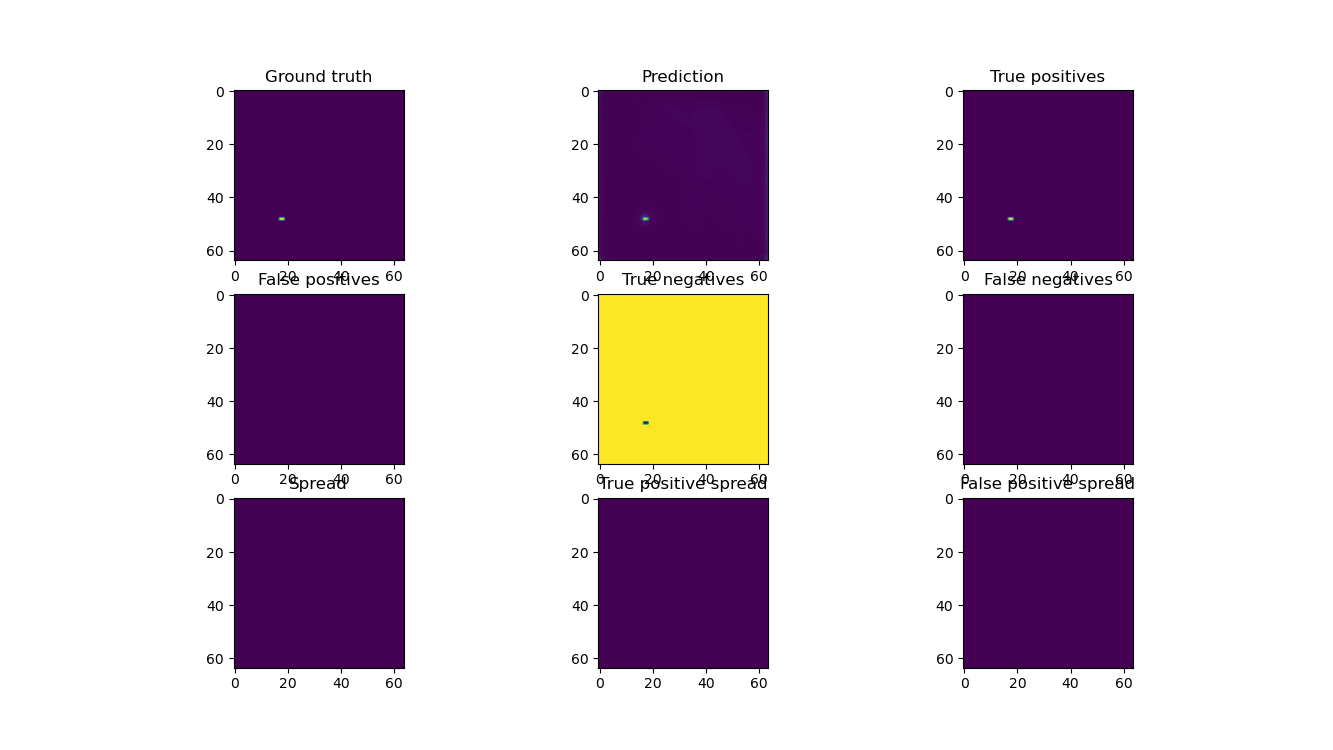 Ground truth
Prediction
True positives
0
20
40
60
0
20
40
60
0
20
40
60
0 20 40 60
0 20 40 60
0 20 40 60
False positives
True negatives
False negatives
0
20
40
60
0
20
40
60
0
20
40
60
0 20 40 60
0 20 40 60
0 20 40 60
Spread
True positive spread
False positive spread
0
20
40
60
0
20
40
60
0
20
40
60
0 20 40 60
0 20 40 60
0 20 40 60